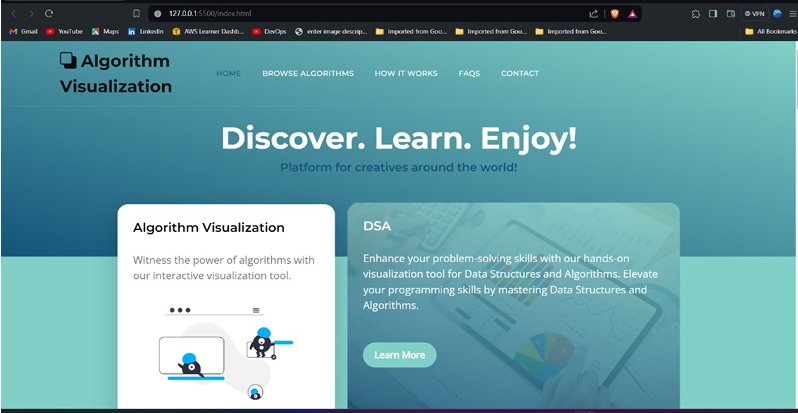 127.0.0.1:5500/index.html
VPN
Gmail YouTube Maps LinkedIn AWS Learner Dashb... DevOps enter image descrip... Imported from Goo... Imported from Goo... Imported from Goo... All Bookmarks
Algorithm
Visualization
HOME BROWSE ALGORITHMS HOW IT WORKS FAQS CONTACT
Discover. Learn. Enjoy!
Platform for creatives around the world!
Algorithm Visualization
Witness the power of algorithms with
our interactive visualization tool.
DSA
Enhance your problem-solving skills with our hands-on
visualization tool for Data Structures and Algorithms. Elevate
your programming skills by mastering Data Structures and
Algorithms.
Learn More